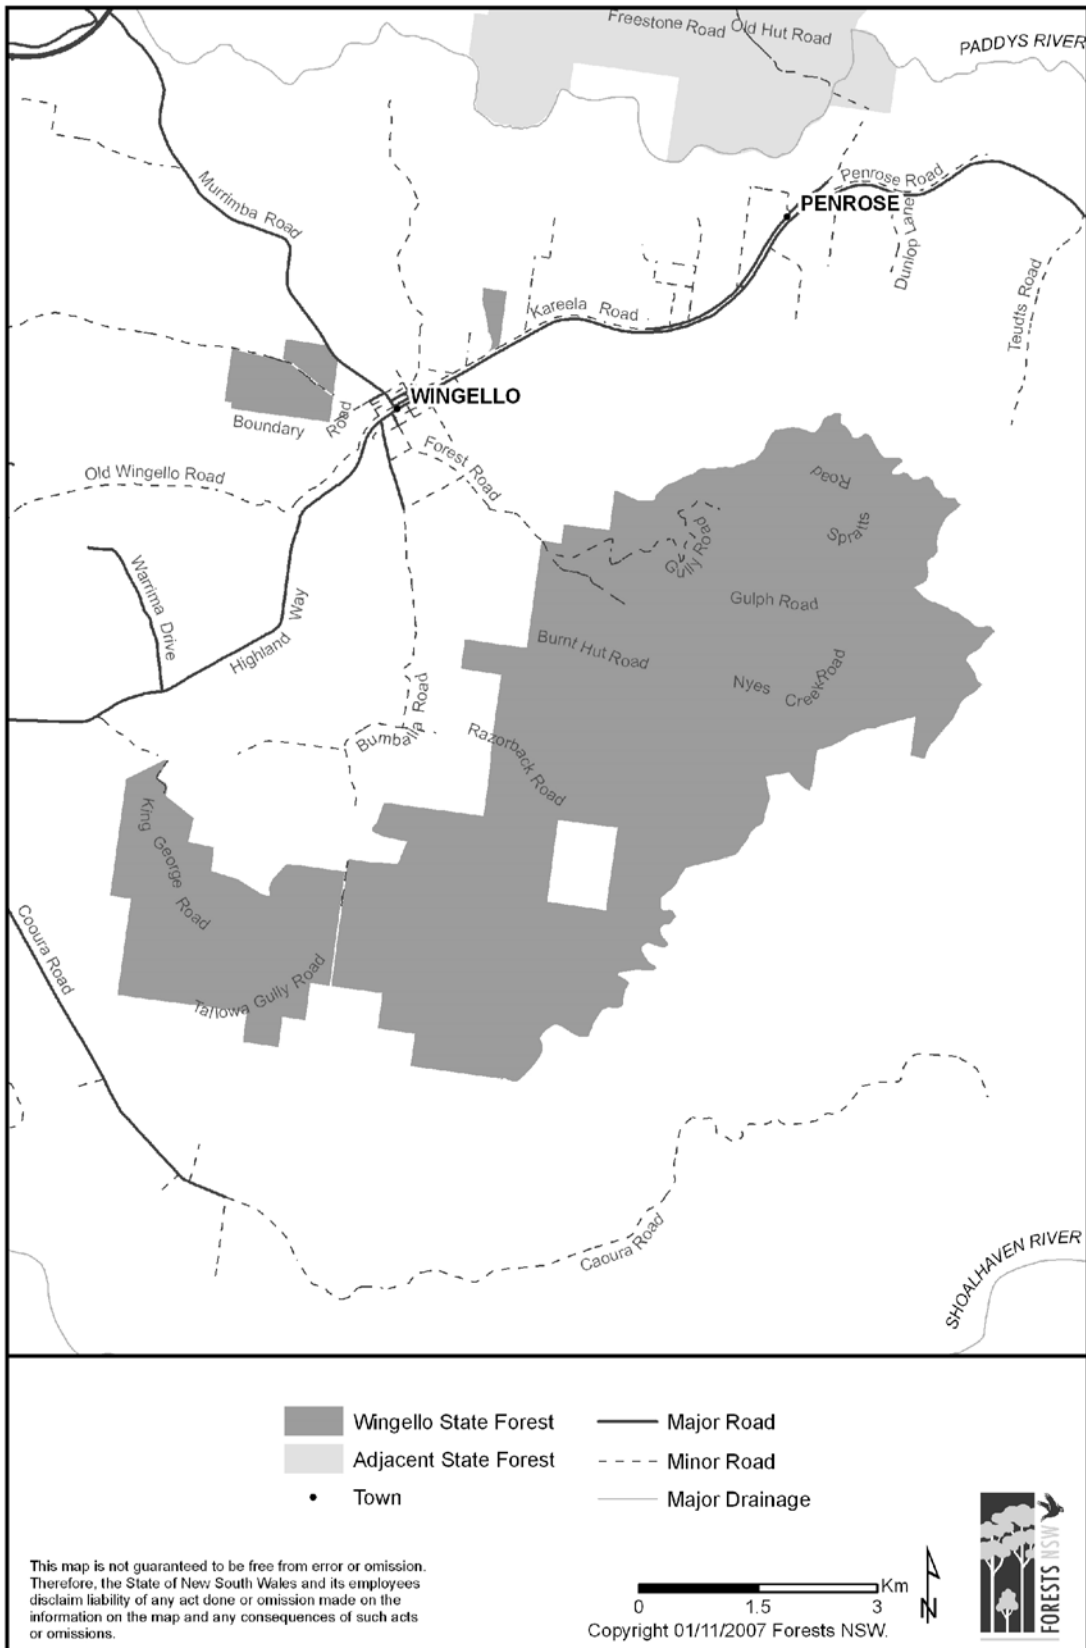 Freestone Road
Old Hut Road
PADDYS RIVER
Murrimba Road
Penrose Road
PENROSE
Dunlop Lane
Teudts Road
Kareela Road
WINGELLO
Boundary Road
Forest Road
Old Wingello Road
Road
Spratts
Gully Road
Warrima Drive
Highland Way
Gulph Road
Burnt Hut Road
Nyes Creek Road
Bumballa Road
Razorback Road
King George Road
Cooura Road
Tallowa Gully Road
Caoura Road
SHOALHAVEN RIVER
Wingello State Forest
Adjacent State Forest
Town
Major Road
Minor Road
Major Drainage
This map is not guaranteed to be free from error or omission.
Therefore, the State of New South Wales and its employees
disclaim liability of any act done or omission made on the
information on the map and any consequences of such acts
or omissions.
Km
0 1.5 3
N
Copyright 01/11/2007 Forests NSW.
FORESTS NSW